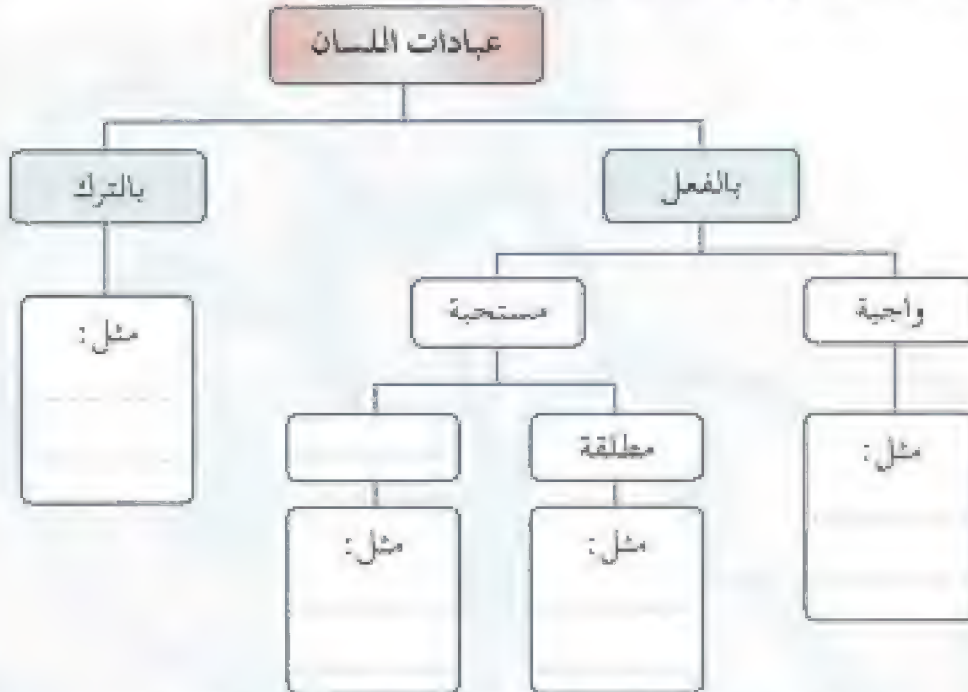 عبادات اللسان
بالفعل
بالترك
واجبة
مستحبة
مثل:
مطلقة
مثل:
مثل:
مثل: